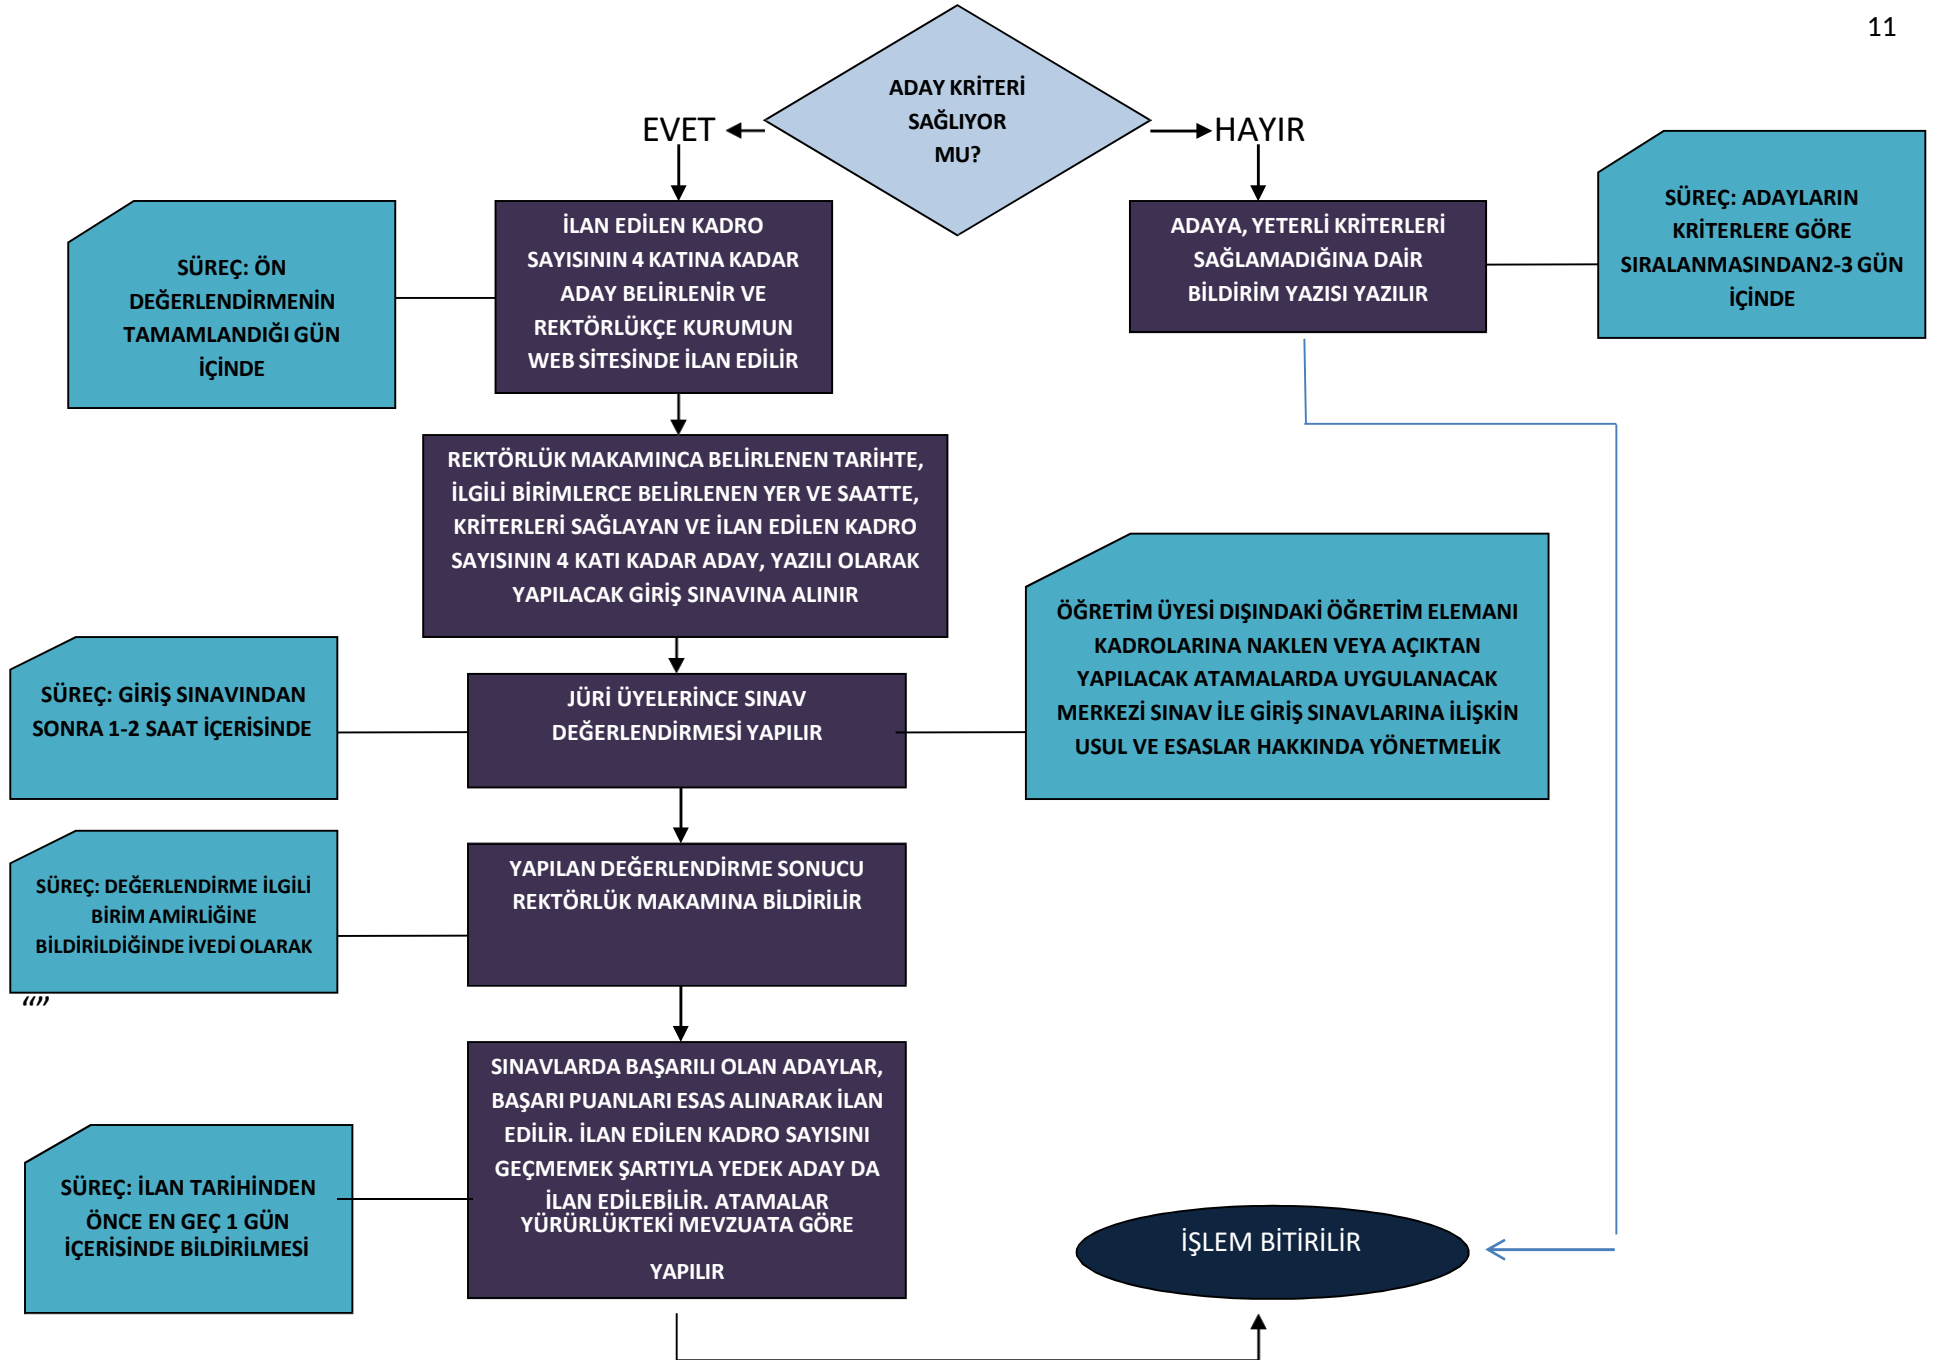 11
ADAY KRİTERİ
SAĞLIYOR
MU?
EVET
HAYIR
SÜREÇ: ÖN
DEĞERLENDİRMENİN
TAMAMLANDIĞI GÜN
İÇİNDE
İLAN EDİLEN KADRO
SAYISININ 4 KATINA KADAR
ADAY BELİRLENİR VE
REKTÖRLÜKÇE KURUMUN
WEB SİTESİNDE İLAN EDİLİR
ADAYA, YETERLİ KRİTERLERİ
SAĞLAMADIĞINA DAİR
BİLDİRİM YAZISI YAZILIR
SÜREÇ: ADAYLARIN
KRİTERLERE GÖRE
SIRALANMASINDAN2-3 GÜN
İÇİNDE
REKTÖRLÜK MAKAMINCA BELİRLENEN TARİHTE,
İLGİLİ BİRİMLERCE BELİRLENEN YER VE SAATTE,
KRİTERLERİ SAĞLAYAN VE İLAN EDİLEN KADRO
SAYISININ 4 KATI KADAR ADAY, YAZILI OLARAK
YAPILACAK GİRİŞ SINAVINA ALINIR
SÜREÇ: GİRİŞ SINAVINDAN
SONRA 1-2 SAAT İÇERİSİNDE
JÜRİ ÜYELERİNCE SINAV
DEĞERLENDİRMESİ YAPILIR
ÖĞRETİM ÜYESİ DIŞINDAKİ ÖĞRETİM ELEMANI
KADROLARINA NAKLEN VEYA AÇIKTAN
YAPILACAK ATAMALARDA UYGULANACAK
MERKEZİ SINAV İLE GİRİŞ SINAVLARINA İLİŞKİN
USUL VE ESASLAR HAKKINDA YÖNETMELİK
SÜREÇ: DEĞERLENDİRME İLGİLİ
BİRİM AMİRLİĞİNE
BİLDİRİLDİĞİNDE İVEDİ OLARAK
“”
YAPILAN DEĞERLENDİRME SONUCU
REKTÖRLÜK MAKAMINA BİLDİRİLİR
SÜREÇ: İLAN TARİHİNDEN
ÖNCE EN GEÇ 1 GÜN
İÇERİSİNDE BİLDİRİLMESİ
SINAVLARDA BAŞARILI OLAN ADAYLAR,
BAŞARI PUANLARI ESAS ALINARAK İLAN
EDİLİR. İLAN EDİLEN KADRO SAYISINI
GEÇMEMEK ŞARTIYLA YEDEK ADAY DA
İLAN EDİLEBİLİR. ATAMALAR
YÜRÜRLÜKTEKİ MEVZUATA GÖRE
YAPILIR
İŞLEM BİTİRİLİR